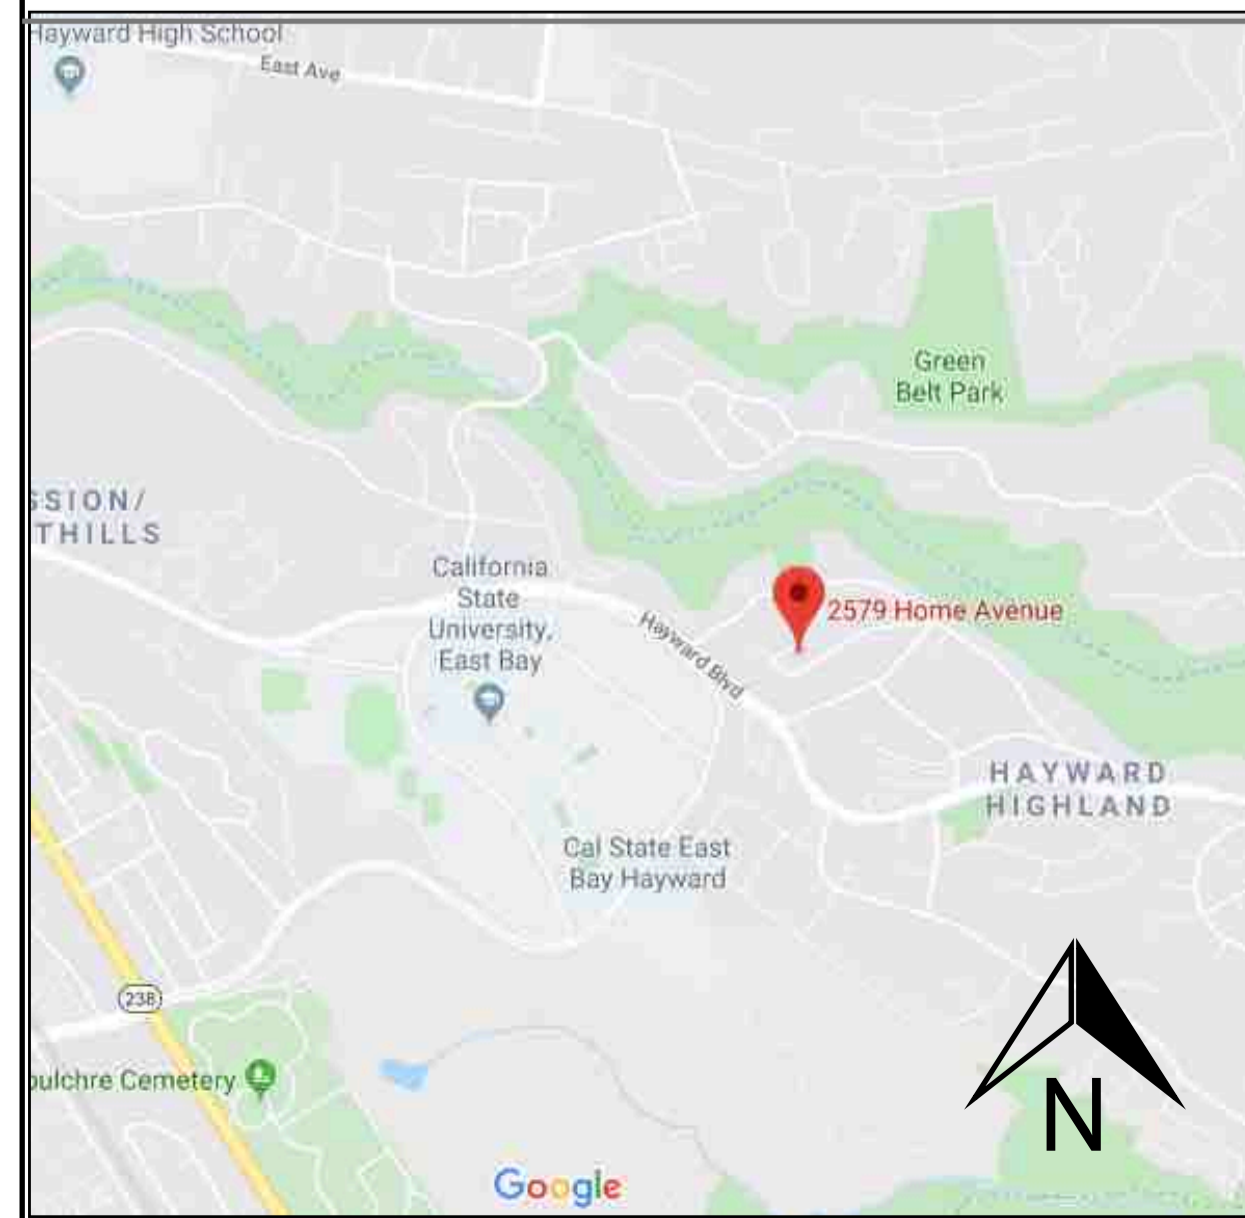 Hayward High School
East Ave
Green
Belt Park
SSION/
THILLS
California
State
University,
East Bay
2579 Home Avenue
Hayward Blvd
HAYWARD
HIGHLAND
Cal State East
Bay Hayward
238
pulchre Cemetery
N
Google